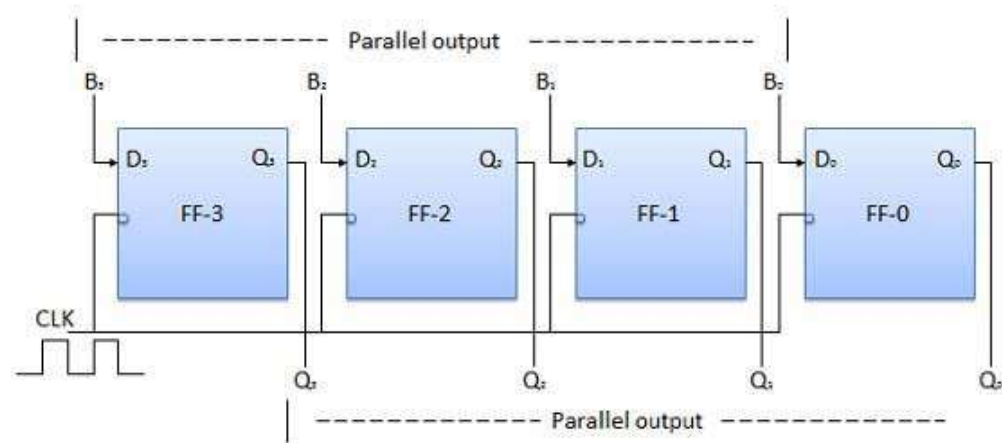 Parallel output
B₃ B₂ B₁ B₀
D₃ Q₃ D₂ Q₂ D₁ Q₁ D₀ Q₀
FF-3 FF-2 FF-1 FF-0
CLK
Q₃ Q₂ Q₁ Q₀
Parallel output